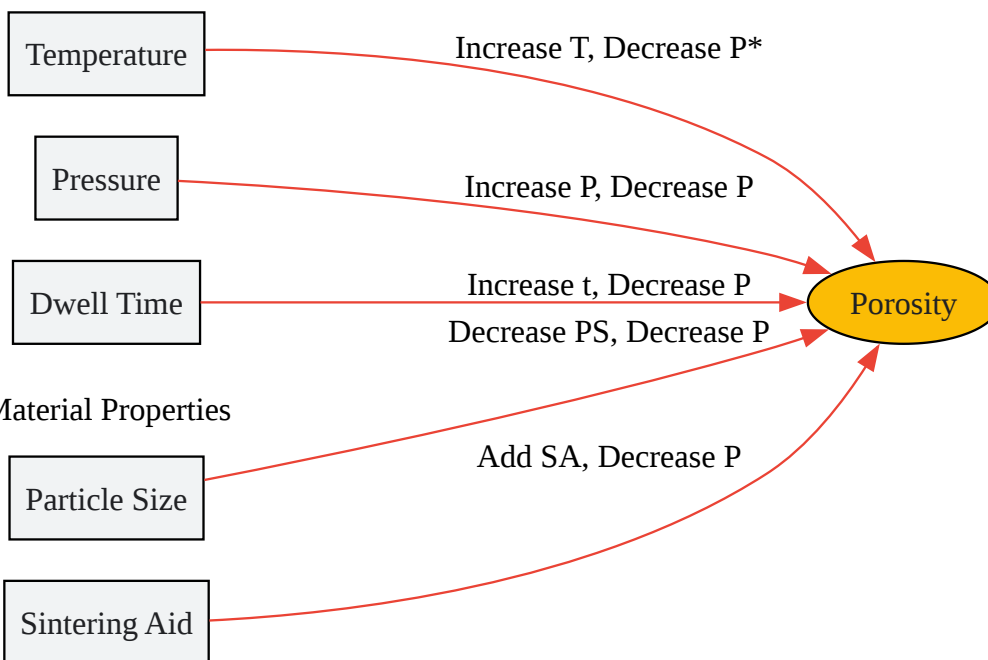 Temperature
Increase T, Decrease P*
Pressure
Increase P, Decrease P
Dwell Time
Increase t, Decrease P
Porosity
Decrease PS, Decrease P
Material Properties
Particle Size
Add SA, Decrease P
Sintering Aid